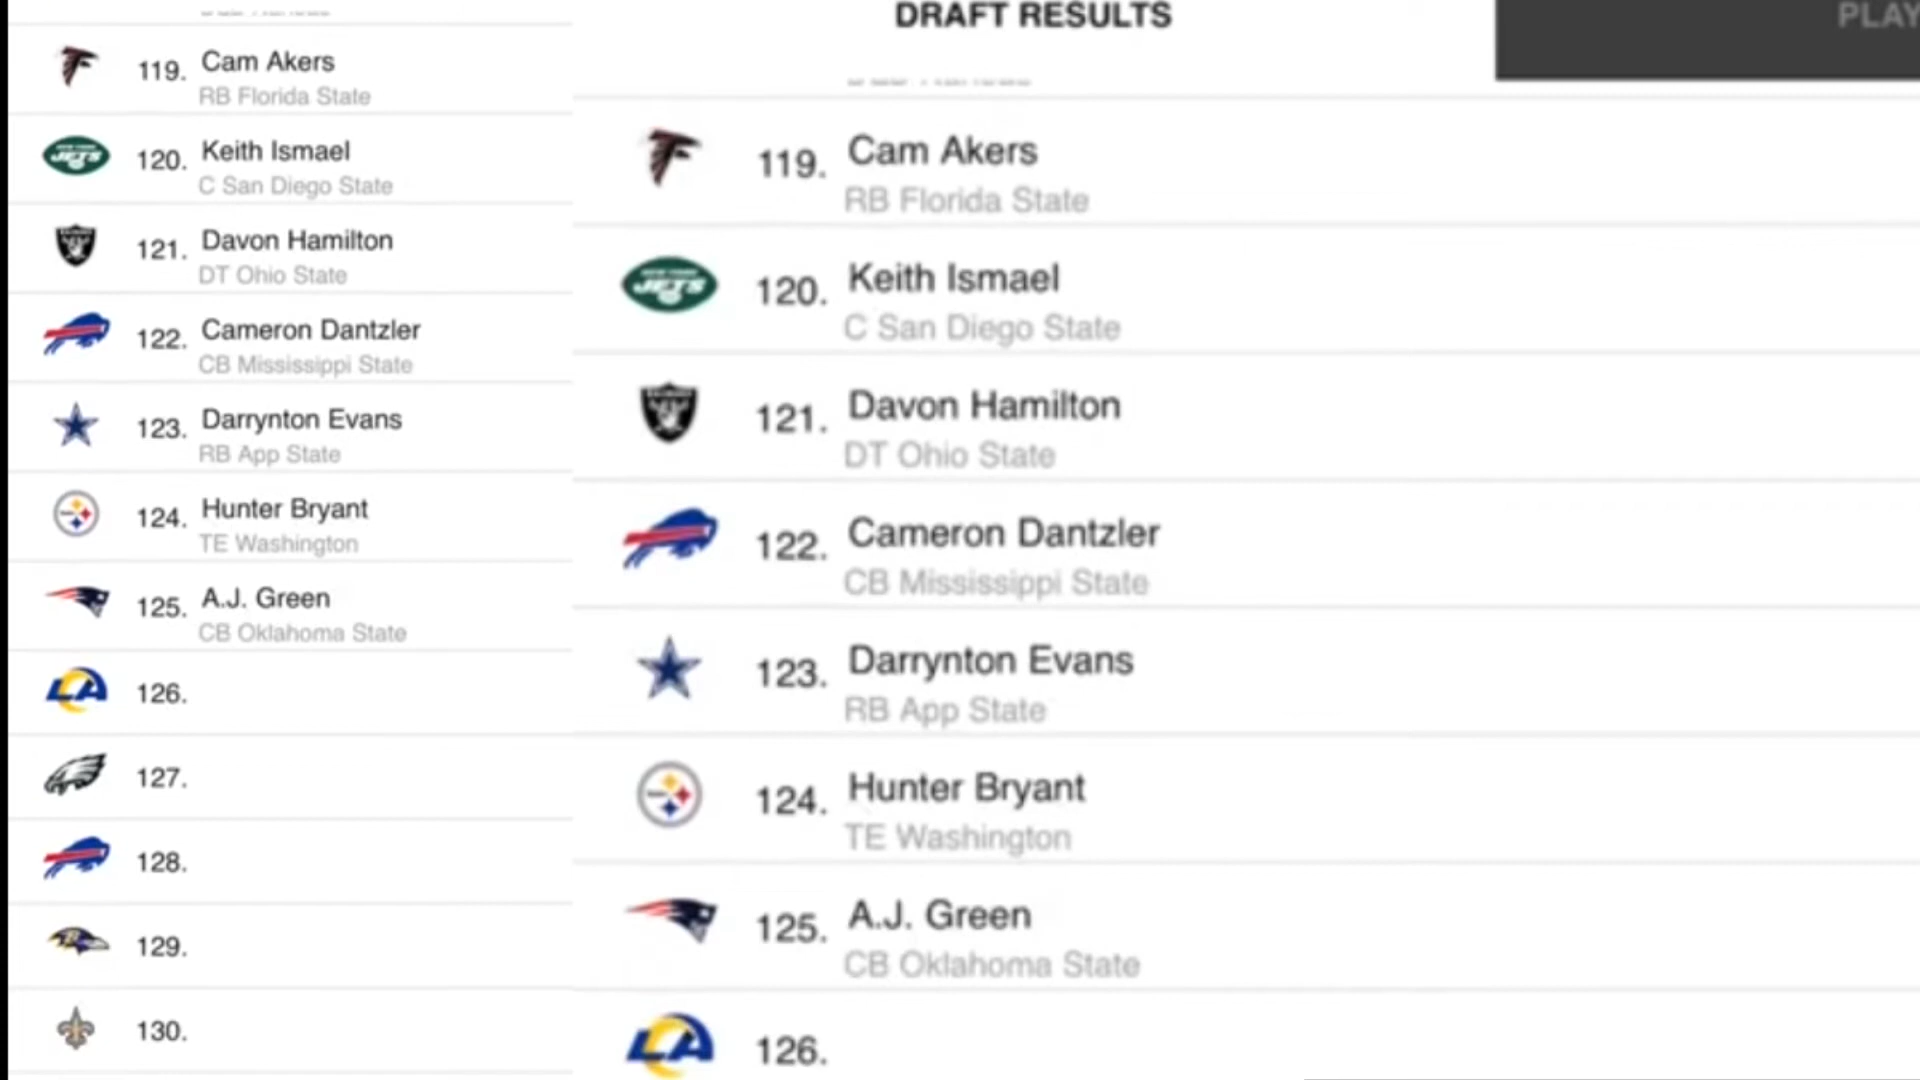 119. Cam Akers
RB Florida State
120. Keith Ismael
C San Diego State
121. Davon Hamilton
DT Ohio State
122. Cameron Dantzler
CB Mississippi State
123. Darrynton Evans
RB App State
124. Hunter Bryant
TE Washington
125. A.J. Green
CB Oklahoma State
126.
127.
128.
129.
130.
DRAFT RESULTS
PLAY
119. Cam Akers
RB Florida State
JETS
120. Keith Ismael
C San Diego State
121. Davon Hamilton
DT Ohio State
122. Cameron Dantzler
CB Mississippi State
123. Darrynton Evans
RB App State
124. Hunter Bryant
TE Washington
125. A.J. Green
CB Oklahoma State
LA
126.